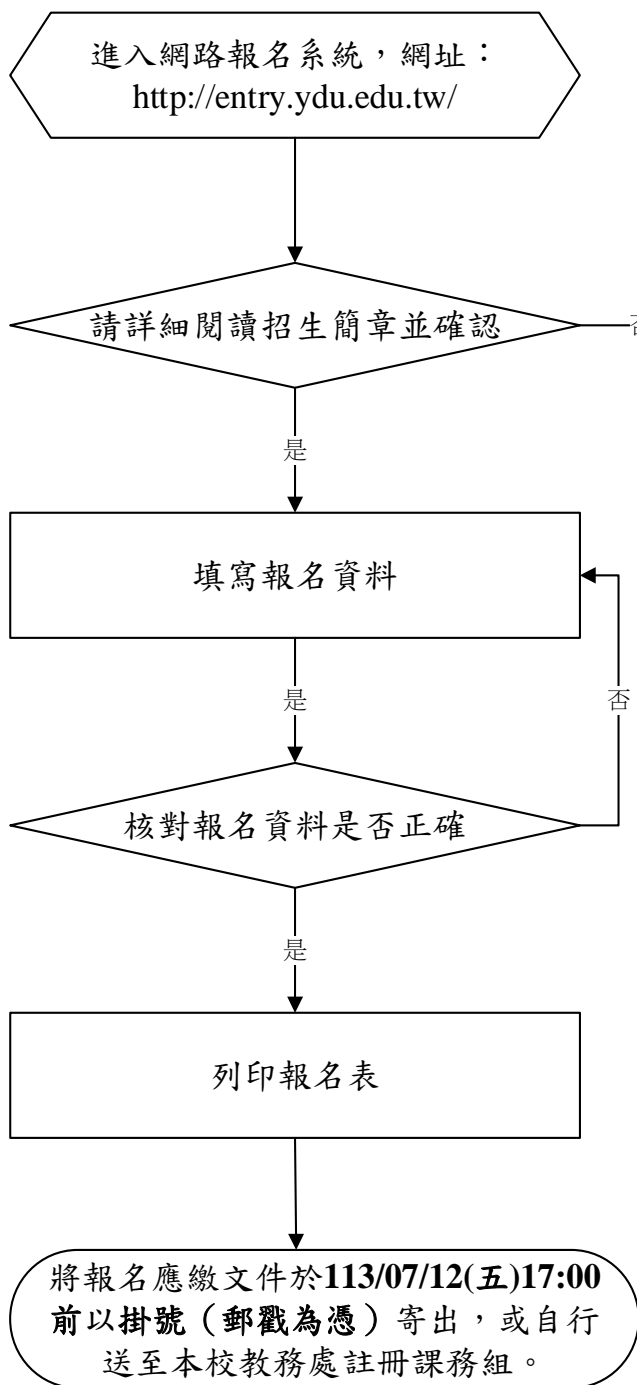 進入網路報名系統，網址：
http://entry.ydu.edu.tw/
請詳細閱讀招生簡章並確認
否
是
填寫報名資料
是
否
核對報名資料是否正確
是
列印報名表
將報名應繳文件於113/07/12(五)17:00
前以掛號（郵戳為憑）寄出，或自行
送至本校教務處註冊課務組。